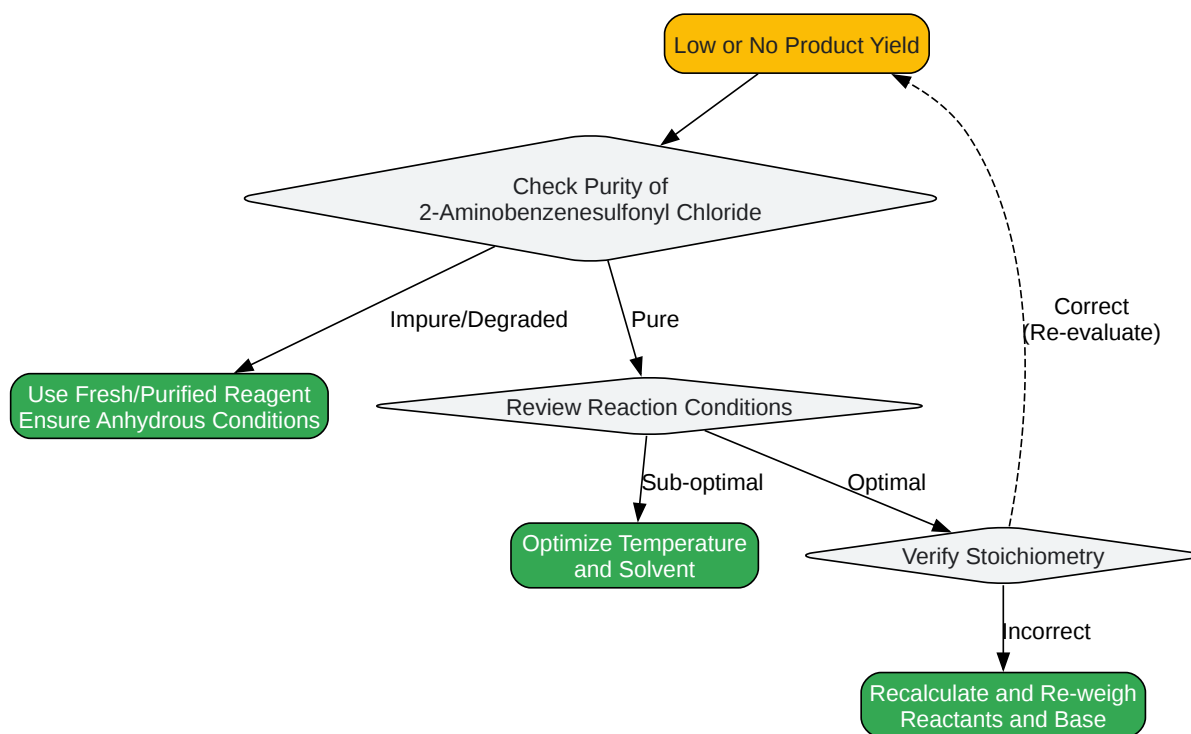 Low or No Product Yield
Check Purity of
2-Aminobenzenesulfonyl Chloride
Impure/Degraded
Pure
Correct
(Re-evaluate)
Use Fresh/Purified Reagent
Ensure Anhydrous Conditions
Review Reaction Conditions
Sub-optimal
Optimal
Optimize Temperature
and Solvent
Verify Stoichiometry
Incorrect
Recalculate and Re-weigh
Reactants and Base